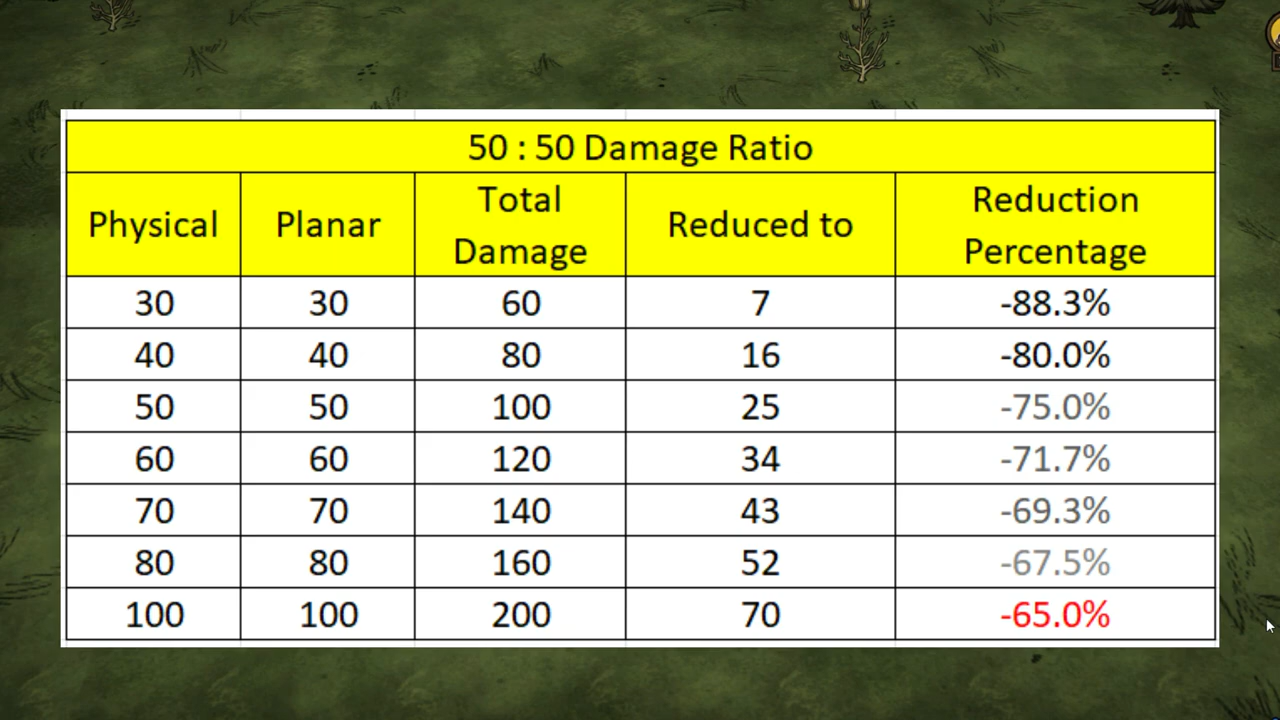 50 : 50 Damage Ratio
Physical Planar Total Damage Reduced to Reduction Percentage
30 30 60 7 -88.3%
40 40 80 16 -80.0%
50 50 100 25 -75.0%
60 60 120 34 -71.7%
70 70 140 43 -69.3%
80 80 160 52 -67.5%
100 100 200 70 -65.0%